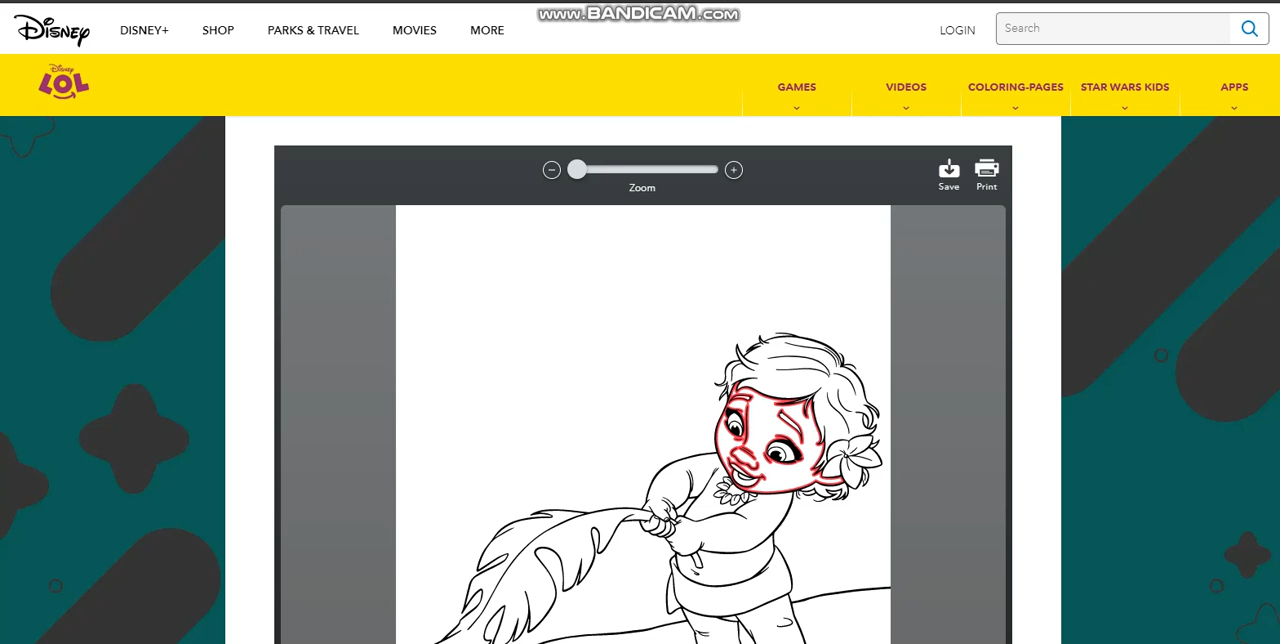 www.BANDICAM.com
Disney
DISNEY+ SHOP PARKS & TRAVEL MOVIES MORE LOGIN Search
Disney
LOL
GAMES VIDEOS COLORING-PAGES STAR WARS KIDS APPS
Zoom
Save Print